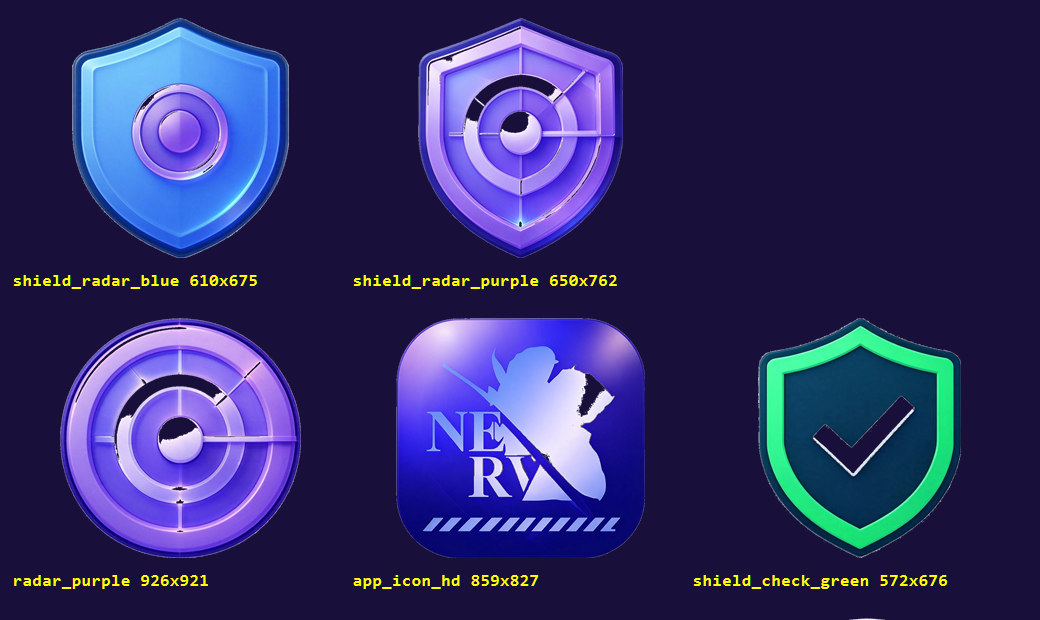 shield_radar_blue 610x675
shield_radar_purple 650x762
NE
RV
radar_purple 926x921
app_icon_hd 859x827
shield_check_green 572x676